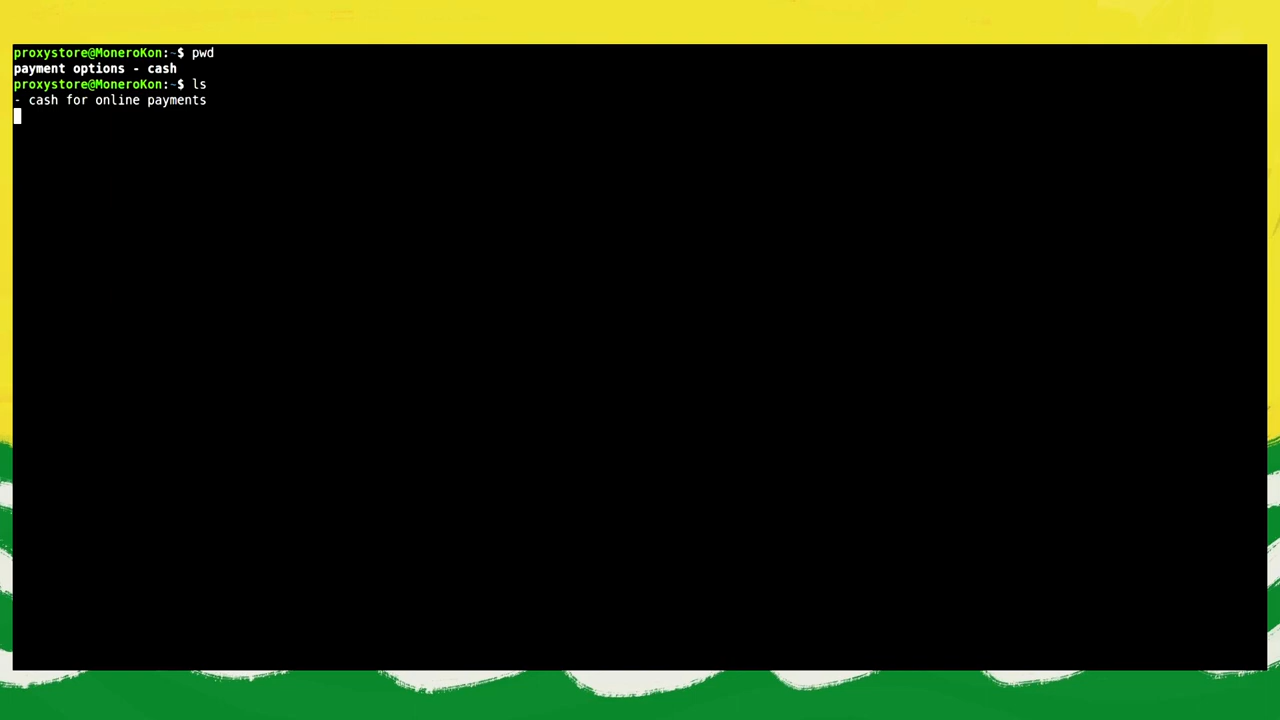 proxystore@MoneroKon:~$ pwd
payment options - cash
proxystore@MoneroKon:~$ ls
- cash for online payments